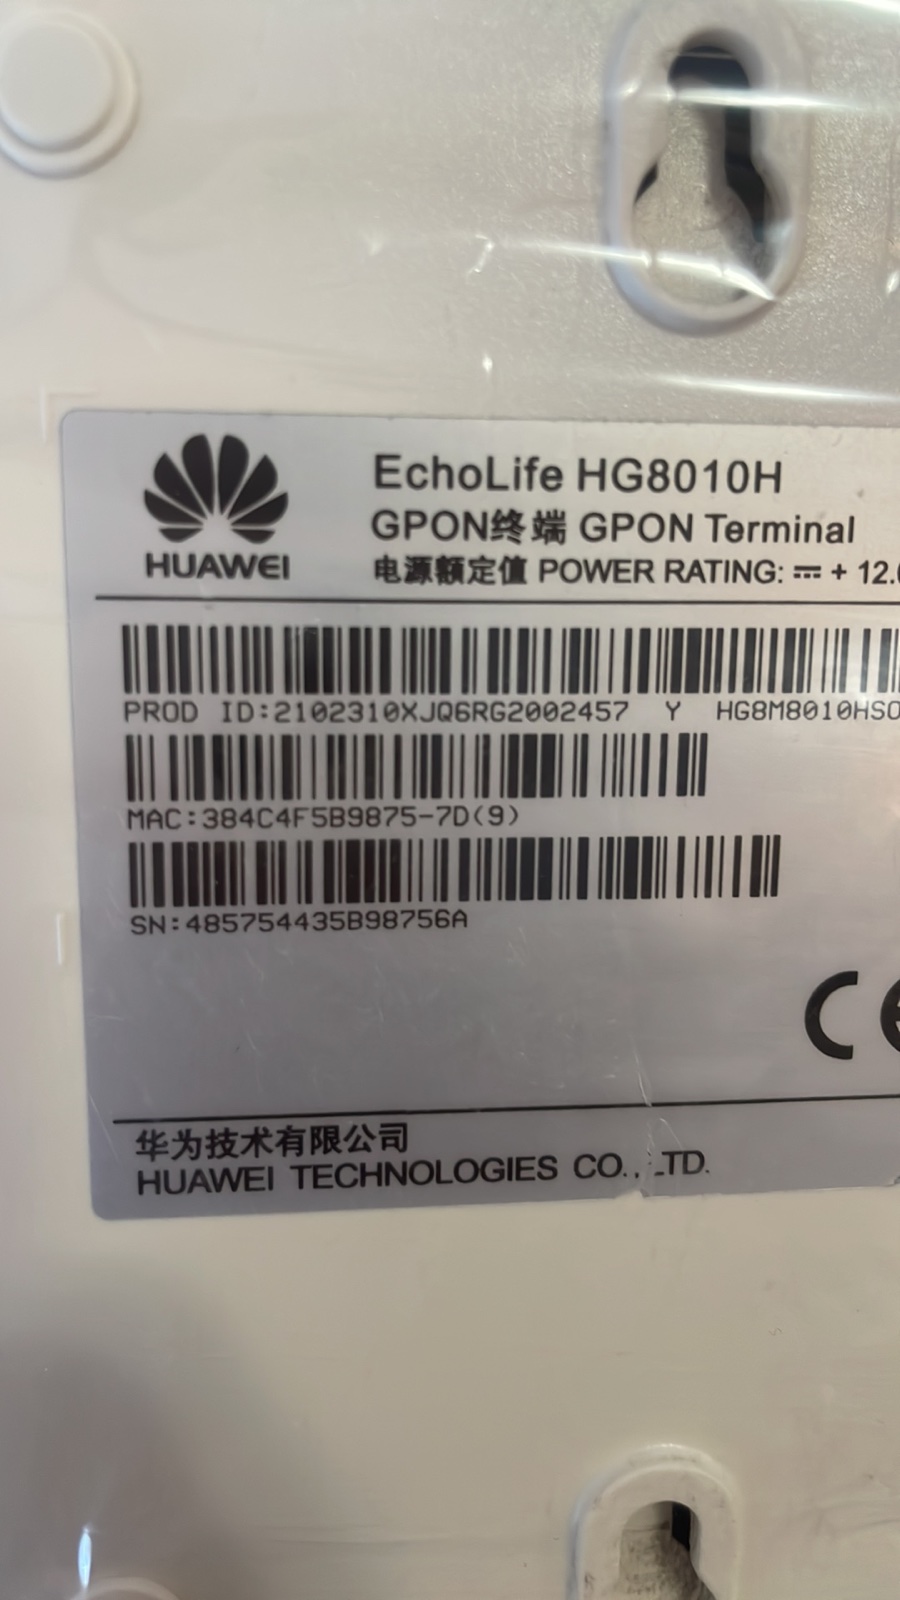 HUAWEI
EchoLife HG8010H
GPON终端 GPON Terminal
电源额定值 POWER RATING: ⎓ + 12.
PROD ID:2102310XJQ6RG2002457 Y HG8M8010HS
MAC:384C4F5B9875-7D(9)
SN:485754435B98756A
CE
华为技术有限公司
HUAWEI TECHNOLOGIES CO., LTD.